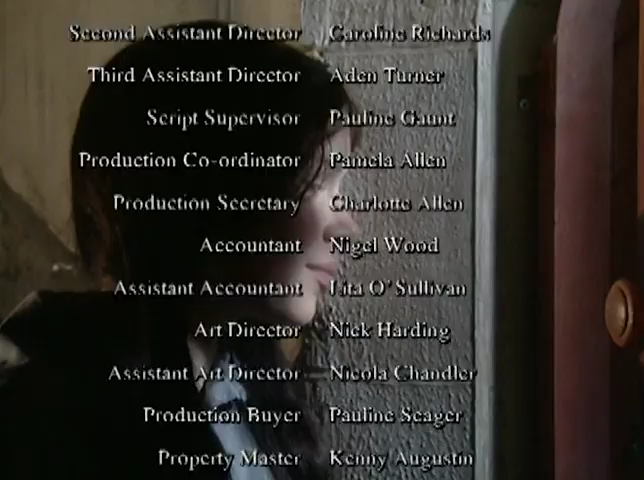 Second Assistant Director Caroline Richards
Third Assistant Director Aden Turner
Script Supervisor Pauline Gaunt
Production Co-ordinator Pamela Allen
Production Secretary Charlotte Allen
Accountant Nigel Wood
Assistant Accountant Lita O'Sullivan
Art Director Nick Harding
Assistant Art Director Nicola Chandler
Production Buyer Pauline Seager
Property Master Kenny Augustin